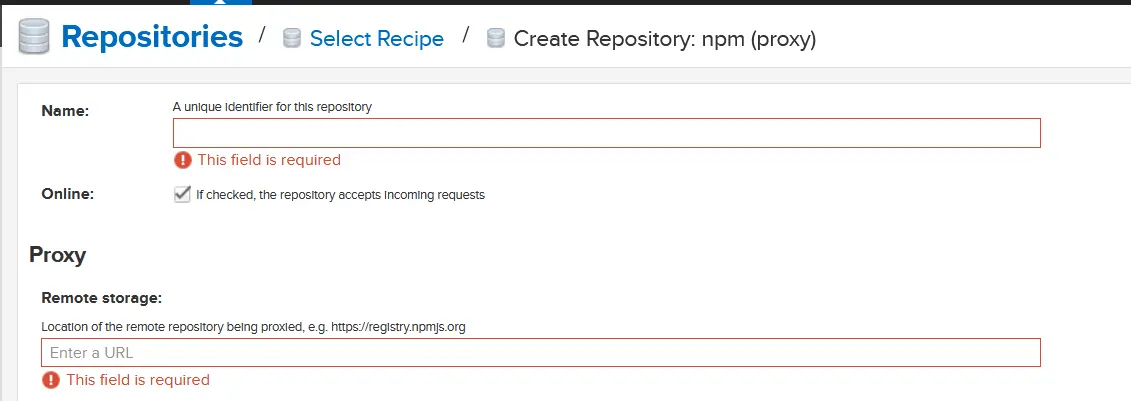 Repositories / Select Recipe / Create Repository: npm (proxy)
Name:
A unique identifier for this repository
This field is required
Online:
If checked, the repository accepts incoming requests
Proxy
Remote storage:
Location of the remote repository being proxied, e.g. https://registry.npmjs.org
Enter a URL
This field is required